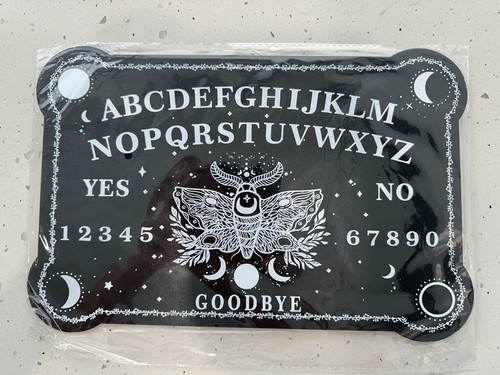 ABCDEFGHIJKLM
NOPQRSTUVWXYZ
YES NO
12345 67890
GOODBYE